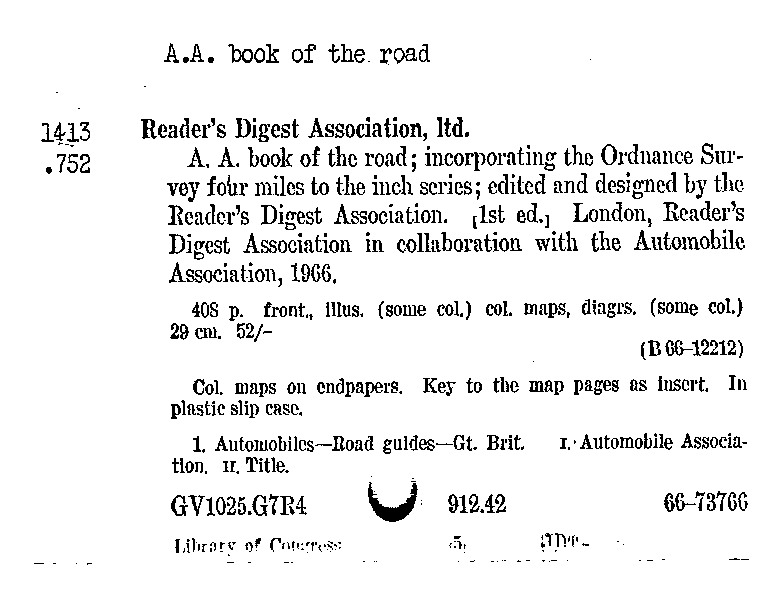 A.A. book of the road
1413
.752
Reader's Digest Association, ltd.
A. A. book of the road; incorporating the Ordnance Sur-
vey four miles to the inch series; edited and designed by the
Reader's Digest Association. [1st ed.] London, Reader's
Digest Association in collaboration with the Automobile
Association, 1966.
408 p. front., illus. (some col.) col. maps, diagrs. (some col.)
29 cm. 52/-
(B 66–12212)
Col. maps on endpapers. Key to the map pages as insert. In
plastic slip case.
1. Automobiles—Road guides—Gt. Brit. I. Automobile Associa-
tion. II. Title.
GV1025.G7R4 912.42 66–73766
Library of Congress